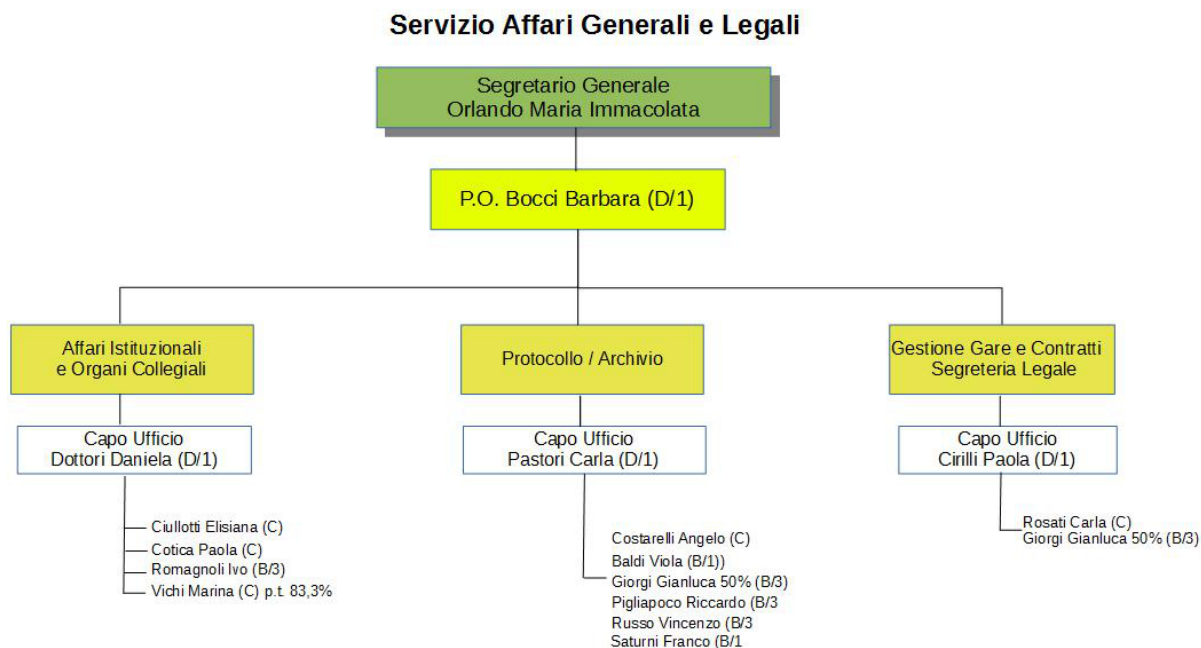 Servizio Affari Generali e Legali
Segretario Generale
Orlando Maria Immacolata
P.O. Bocci Barbara (D/1)
Affari Istituzionali
e Organi Collegiali
Protocollo / Archivio
Gestione Gare e Contratti
Segreteria Legale
Capo Ufficio
Dottori Daniela (D/1)
Capo Ufficio
Pastori Carla (D/1)
Capo Ufficio
Cirilli Paola (D/1)
Ciullotti Elisiana (C)
Cotica Paola (C)
Romagnoli Ivo (B/3)
Vichi Marina (C) p.t. 83,3%
Costarelli Angelo (C)
Baldi Viola (B/1))
Giorgi Gianluca 50% (B/3)
Pigliapoco Riccardo (B/3
Russo Vincenzo (B/3
Saturni Franco (B/1
Rosati Carla (C)
Giorgi Gianluca 50% (B/3)